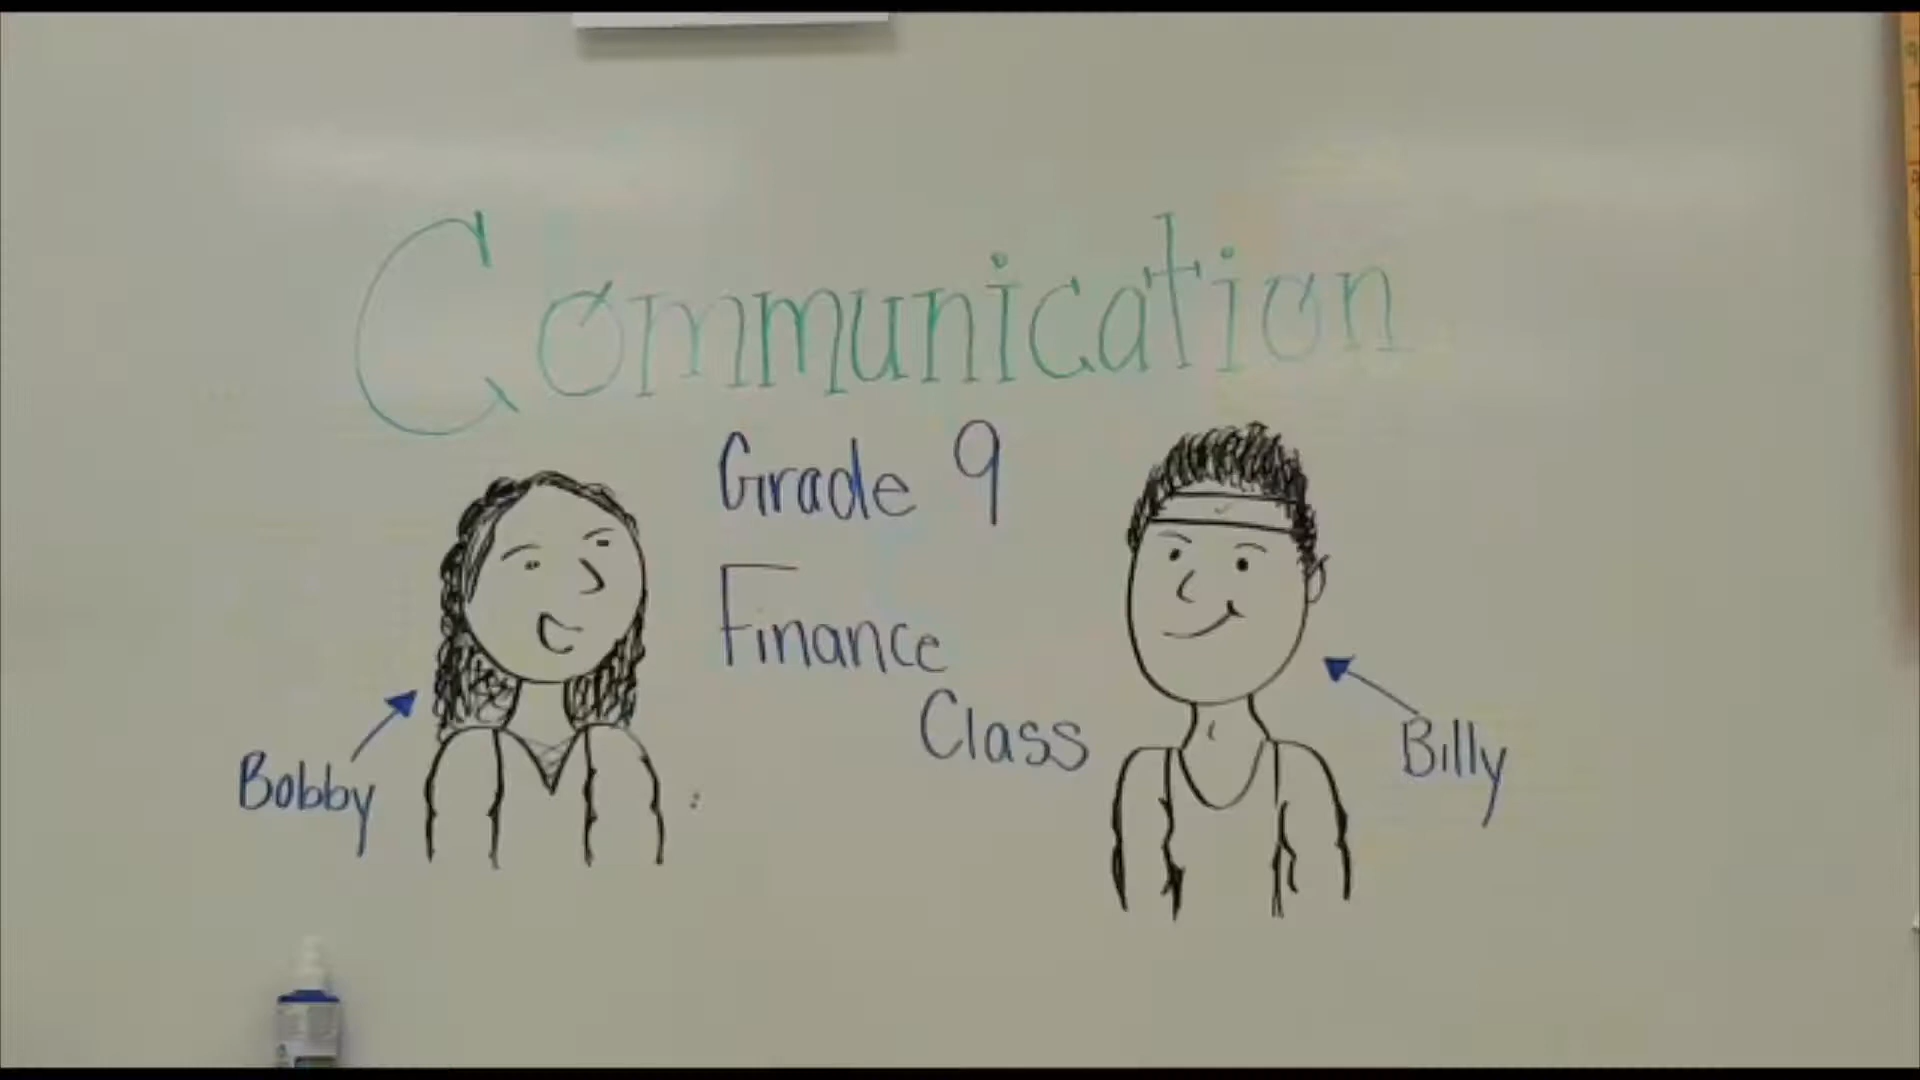 Communication
Grade 9
Finance
Class
Bobby
Billy